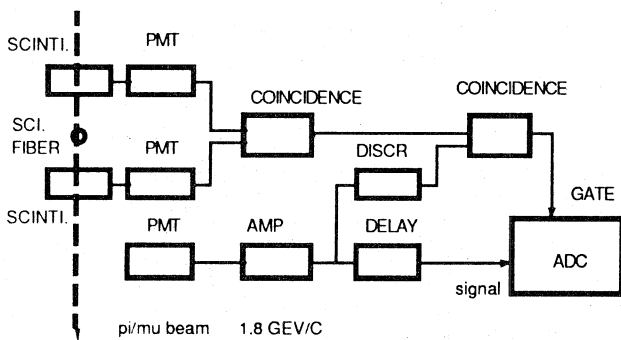 SCINTI.
PMT
COINCIDENCE
COINCIDENCE
SCI.
FIBER
PMT
DISCR
SCINTI.
GATE
PMT
AMP
DELAY
ADC
signal
pi/mu beam 1.8 GEV/C